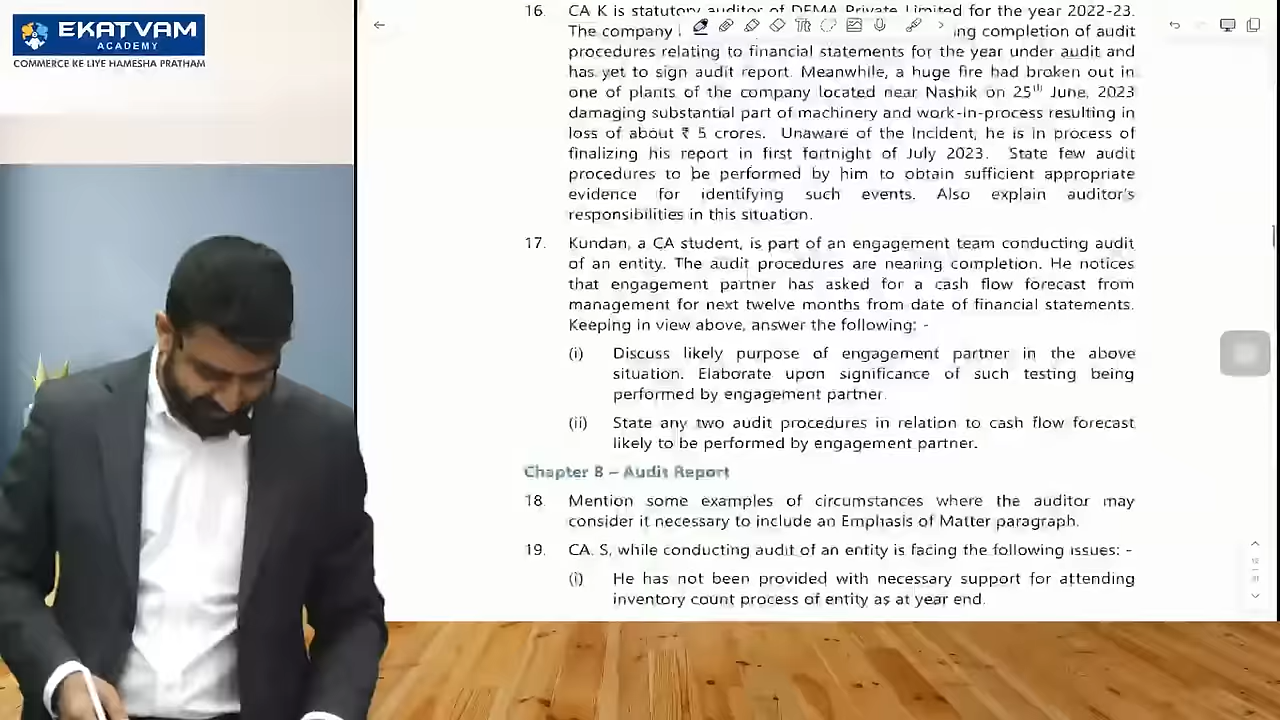 EKATVAM
ACADEMY
COMMERCE KE LIYE HAMESHA PRATHAM
16 CA K is statutory auditor of DEMA Private Limited for the year 2022-23.
The company ng completion of audit
procedures relating to financial statements for the year under audit and
has yet to sign audit report. Meanwhile, a huge fire had broken out in
one of plants of the company located near Nashik on 25th June, 2023
damaging substantial part of machinery and work-in-process resulting in
loss of about ₹ 5 crores. Unaware of the Incident, he is in process of
finalizing his report in first fortnight of July 2023. State few audit
procedures to be performed by him to obtain sufficient appropriate
evidence for identifying such events. Also explain auditor's
responsibilities in this situation.
17. Kundan, a CA student, is part of an engagement team conducting audit
of an entity. The audit procedures are nearing completion. He notices
that engagement partner has asked for a cash flow forecast from
management for next twelve months from date of financial statements.
Keeping in view above, answer the following: -
(i) Discuss likely purpose of engagement partner in the above
situation. Elaborate upon significance of such testing being
performed by engagement partner.
(ii) State any two audit procedures in relation to cash flow forecast
likely to be performed by engagement partner.
Chapter 8 – Audit Report
18. Mention some examples of circumstances where the auditor may
consider it necessary to include an Emphasis of Matter paragraph.
19. CA. S, while conducting audit of an entity is facing the following issues: -
(i) He has not been provided with necessary support for attending
inventory count process of entity as at year end.